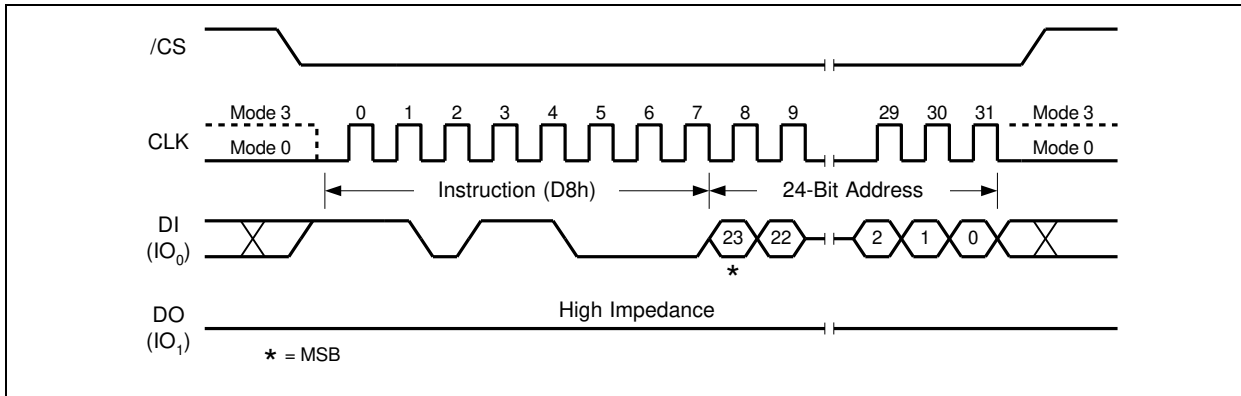 /CS
Mode 3 0 1 2 3 4 5 6 7 8 9 29 30 31 Mode 3
CLK
Mode 0 Mode 0
Instruction (D8h) 24-Bit Address
DI
(IO0) 23 22 2 1 0
*
DO High Impedance
(IO1)
* = MSB